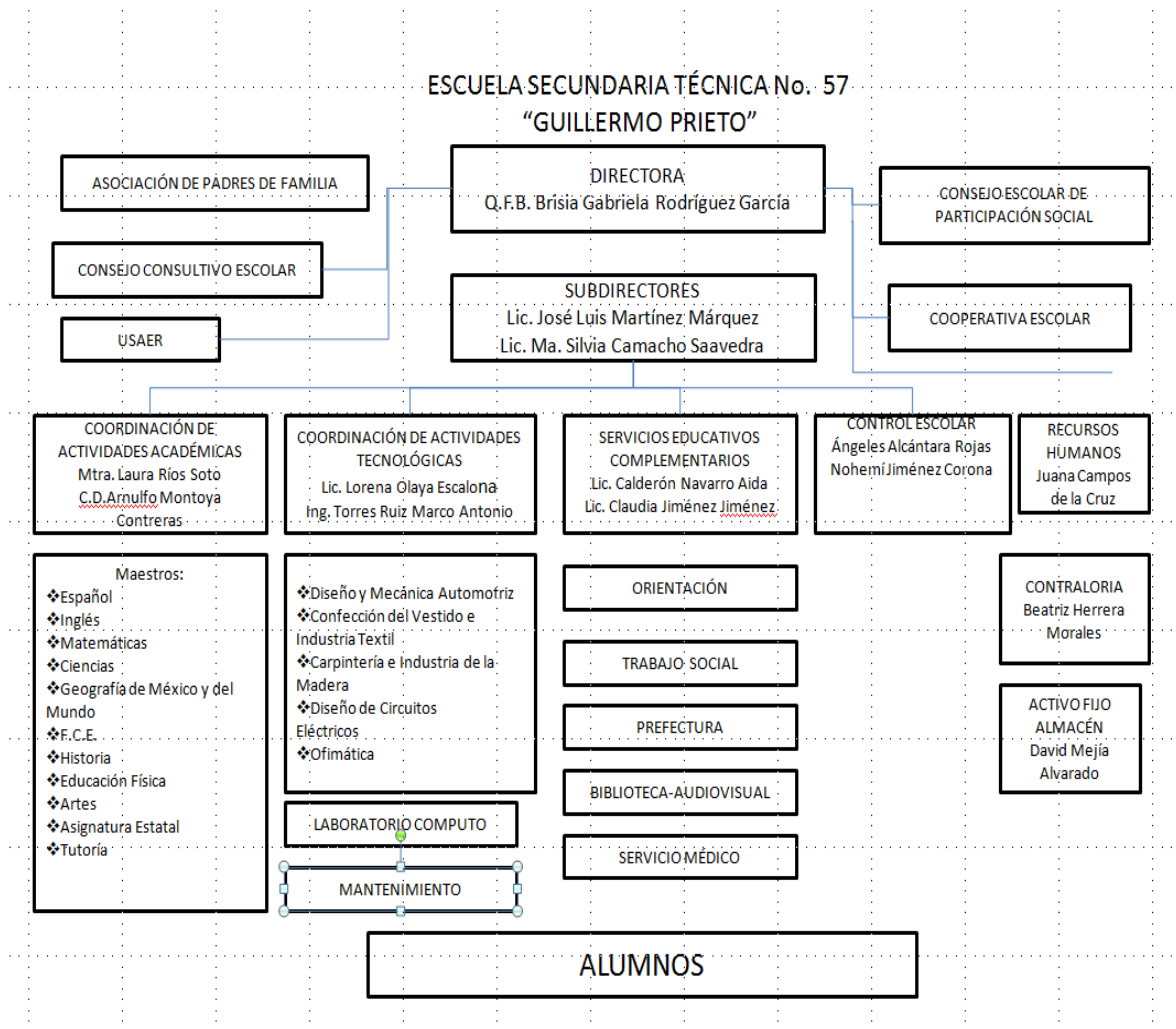 ESCUELA SECUNDARIA TÉCNICA No. 57
“GUILLERMO PRIETO”
ASOCIACIÓN DE PADRES DE FAMILIA
DIRECTORA
Q.F.B. Brisia Gabriela Rodríguez García
CONSEJO ESCOLAR DE
PARTICIPACIÓN SOCIAL
CONSEJO CONSULTIVO ESCOLAR
SUBDIRECTORES
Lic. José Luis Martínez Márquez
Lic. Ma. Silvia Camacho Saavedra
USAER
COOPERATIVA ESCOLAR
COORDINACIÓN DE
ACTIVIDADES ACADÉMICAS
Mtra. Laura Ríos Soto
C.D.Arnulfo Montoya
Contreras
COORDINACIÓN DE ACTIVIDADES
TECNOLÓGICAS
Lic. Lorena Olaya Escalona
Ing. Torres Ruiz Marco Antonio
SERVICIOS EDUCATIVOS
COMPLEMENTARIOS
Lic. Calderón Navarro Aida
Lic. Claudia Jiménez Jiménez
CONTROL ESCOLAR
Ángeles Alcántara Rojas
Nohemí Jiménez Corona
RECURSOS
HUMANOS
Juana Campos
de la Cruz
Maestros:
❖Español
❖Inglés
❖Matemáticas
❖Ciencias
❖Geografía de México y del
Mundo
❖F.C.E.
❖Historia
❖Educación Física
❖Artes
❖Asignatura Estatal
❖Tutoría
❖Diseño y Mecánica Automofriz
❖Confección del Vestido e
Industria Textil
❖Carpintería e Industria de la
Madera
❖Diseño de Circuitos
Eléctricos
❖Ofimática
LABORATORIO COMPUTO
MANTENIMIENTO
ORIENTACIÓN
TRABAJO SOCIAL
PREFECTURA
BIBLIOTECA-AUDIOVISUAL
SERVICIO MÉDICO
CONTRALORIA
Beatriz Herrera
Morales
ACTIVO FIJO
ALMACÉN
David Mejía
Alvarado
ALUMNOS